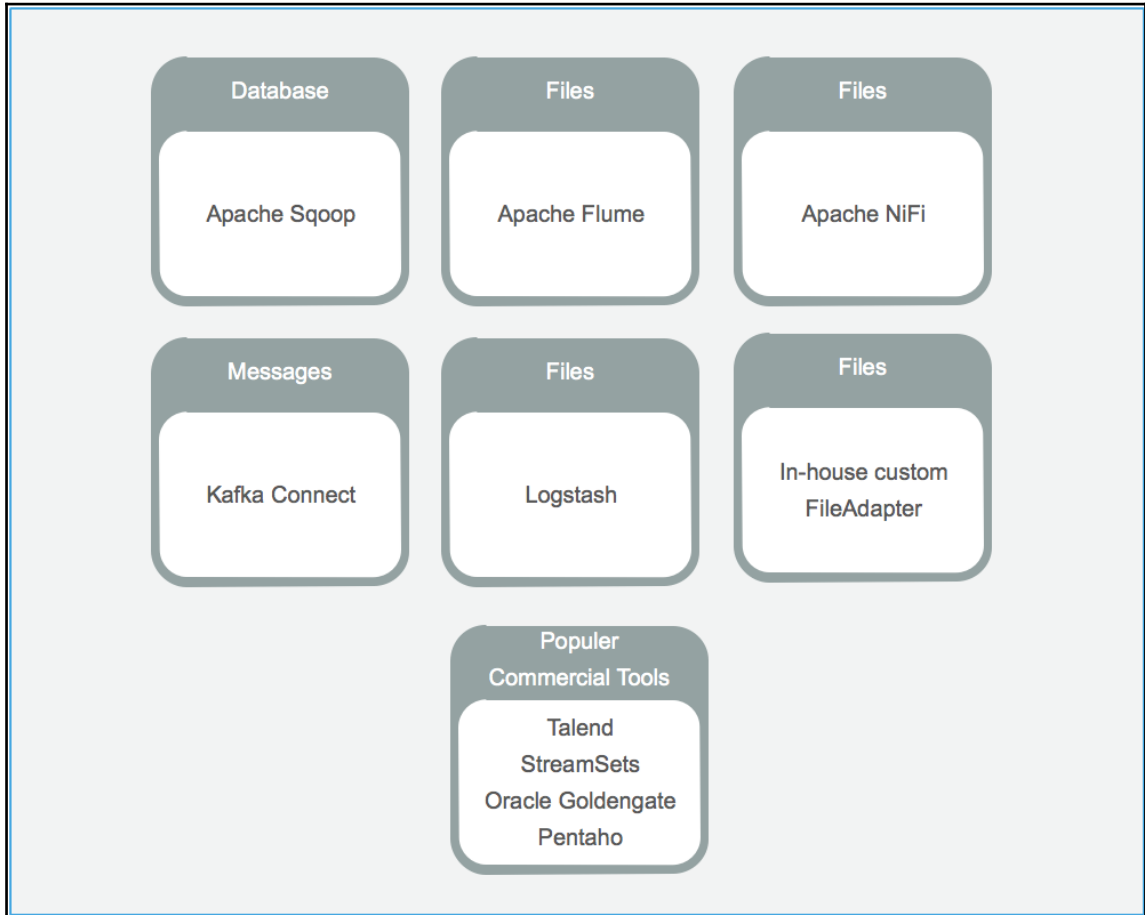 Database
Apache Sqoop
Files
Apache Flume
Files
Apache NiFi
Messages
Kafka Connect
Files
Logstash
Files
In-house custom
FileAdapter
Populer
Commercial Tools
Talend
StreamSets
Oracle Goldengate
Pentaho